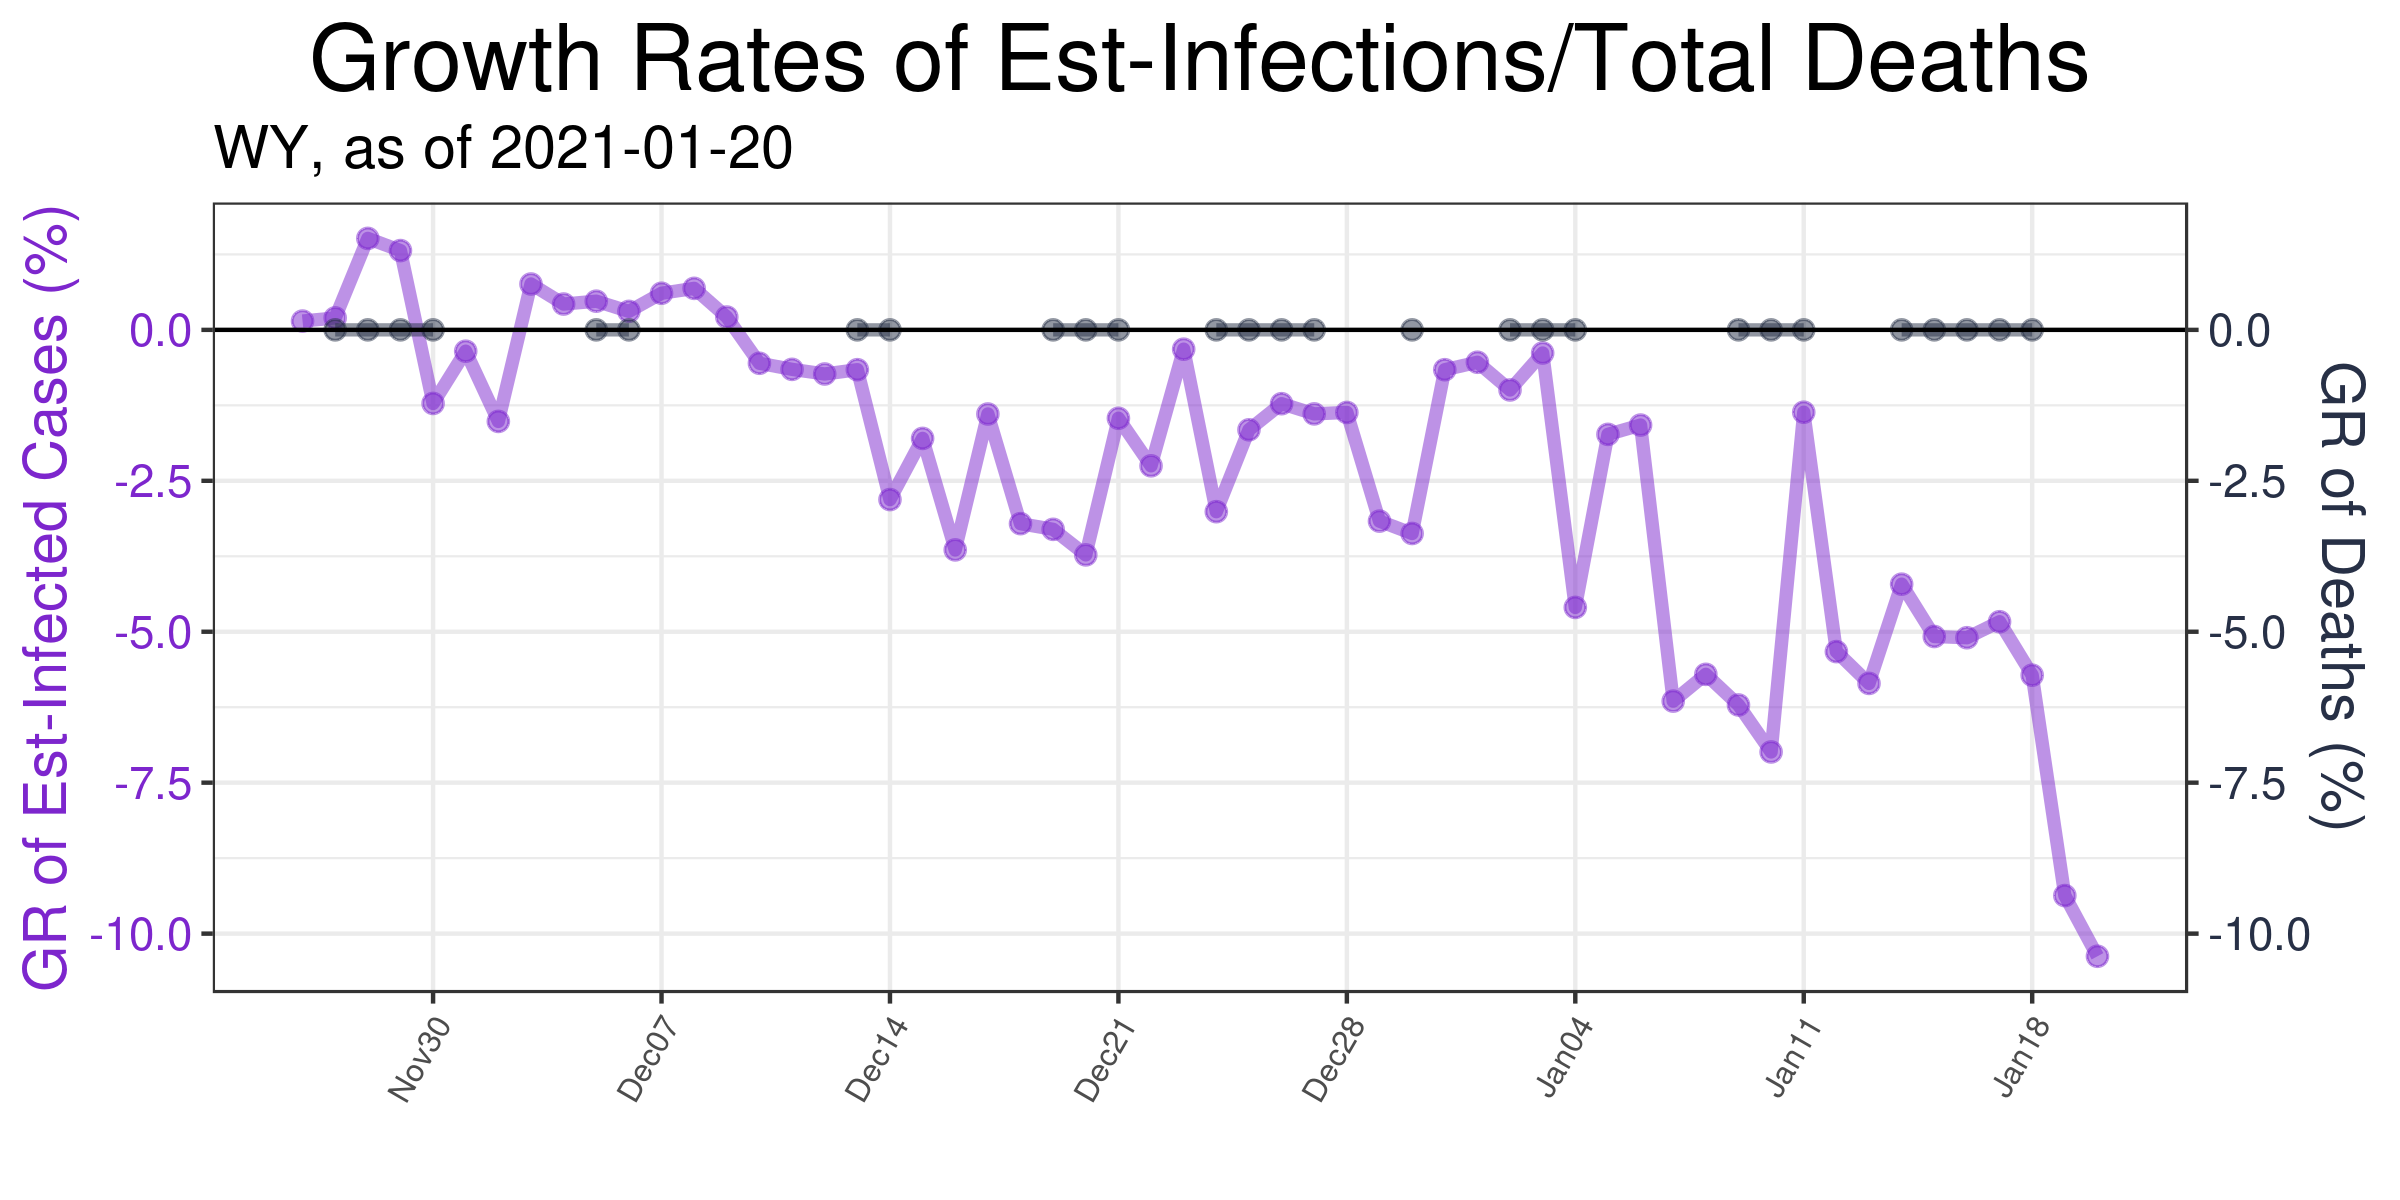 Growth Rates of Est-Infections/Total Deaths
WY, as of 2021-01-20
GR of Est-Infected Cases (%)
0.0
-2.5
-5.0
-7.5
-10.0
0.0
-2.5
-5.0
-7.5
-10.0
GR of Deaths (%)
Nov30
Dec07
Dec14
Dec21
Dec28
Jan04
Jan11
Jan18